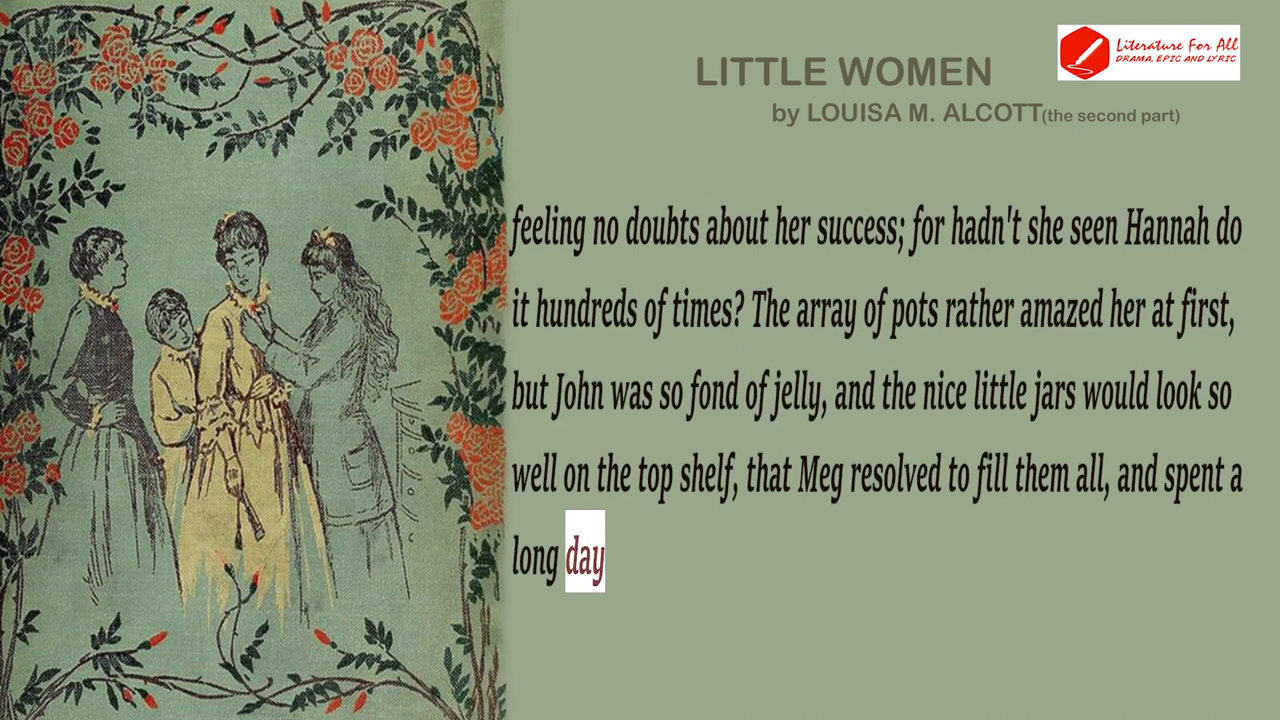 LITTLE WOMEN
by LOUISA M. ALCOTT(the second part)
Literature For All
DRAMA, EPIC AND LYRIC
feeling no doubts about her success; for hadn't she seen Hannah do
it hundreds of times? The array of pots rather amazed her at first,
but John was so fond of jelly, and the nice little jars would look so
well on the top shelf, that Meg resolved to fill them all, and spent a
long day